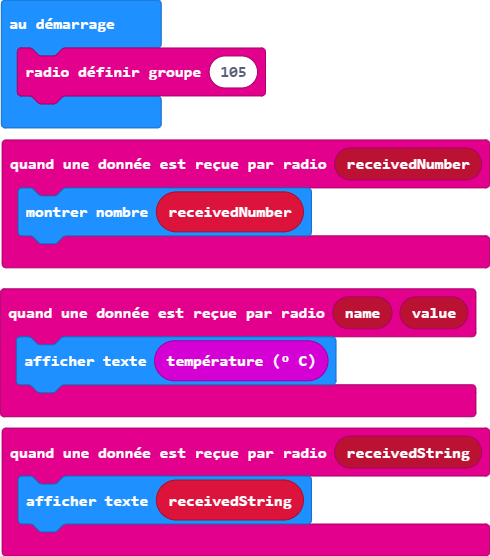 au démarrage
radio définir groupe 105
quand une donnée est reçue par radio receivedNumber
montrer nombre receivedNumber
quand une donnée est reçue par radio name value
afficher texte température (º C)
quand une donnée est reçue par radio receivedString
afficher texte receivedString